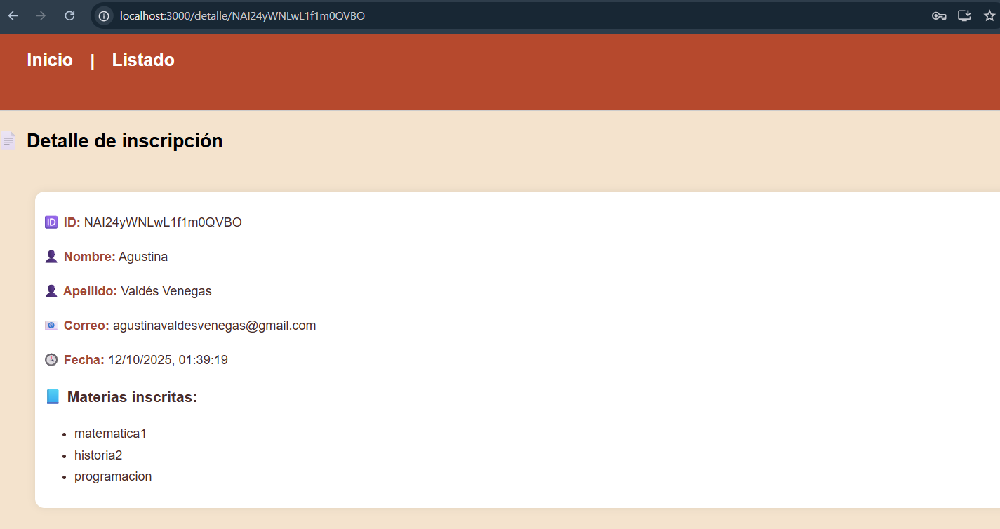 localhost:3000/detalle/NAI24yWNLwL1f1m0QVBO
Inicio | Listado
Detalle de inscripción
🆔 ID: NAI24yWNLwL1f1m0QVBO
Nombre: Agustina
Apellido: Valdés Venegas
Correo: agustinavaldesvenegas@gmail.com
Fecha: 12/10/2025, 01:39:19
Materias inscritas:
• matematica1
• historia2
• programacion